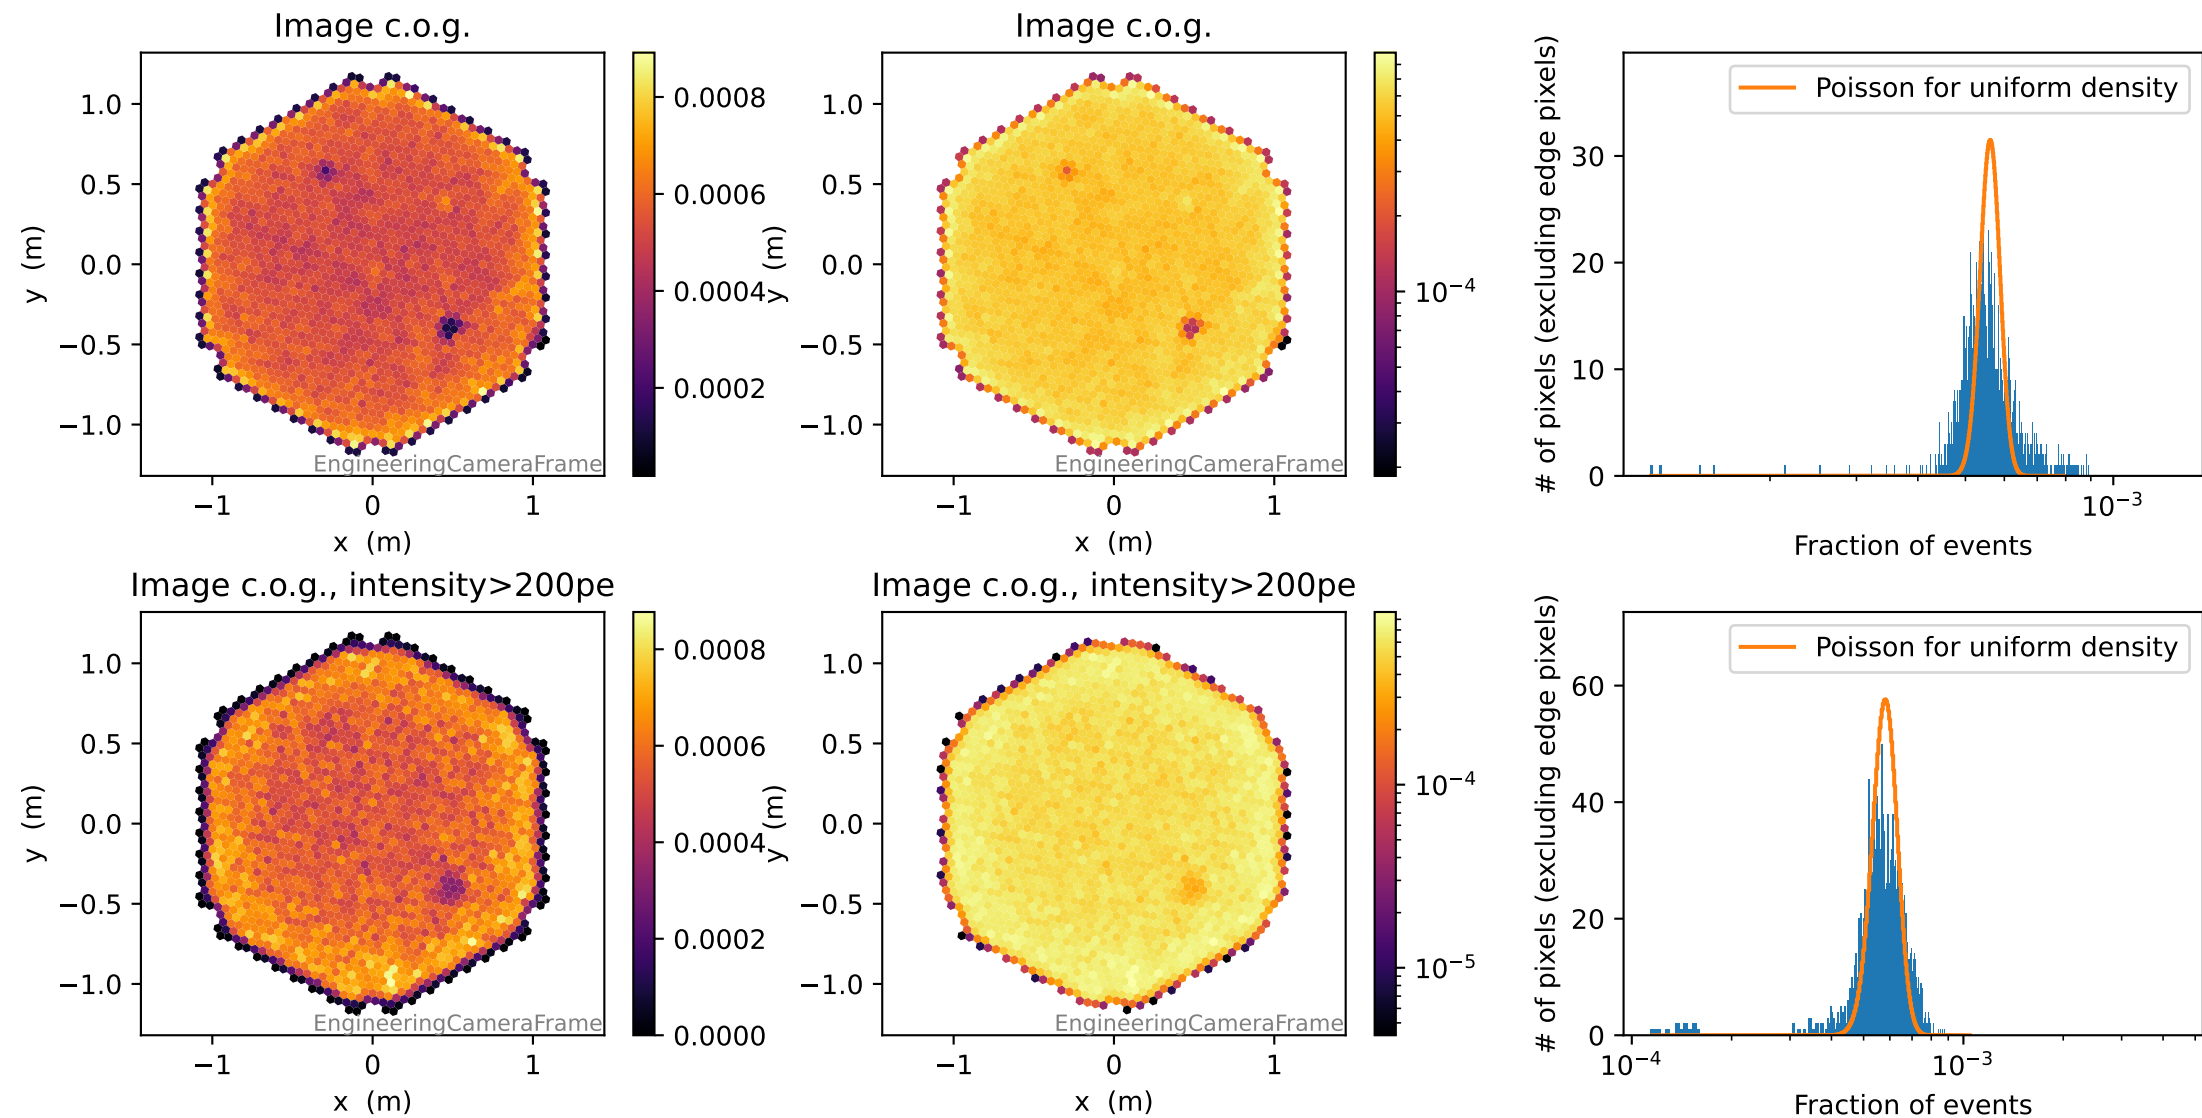 Image c.o.g.
y (m)
1.0
0.5
0.0
−0.5
−1.0
−1
0
1
x (m)
EngineeringCameraFrame
0.0008
0.0006
0.0004
0.0002
Image c.o.g.
y (m)
1.0
0.5
0.0
−0.5
−1.0
−1
0
1
x (m)
EngineeringCameraFrame
10⁻⁴
# of pixels (excluding edge pixels)
30
20
10
0
Poisson for uniform density
10⁻³
Fraction of events
Image c.o.g., intensity>200pe
y (m)
1.0
0.5
0.0
−0.5
−1.0
−1
0
1
x (m)
EngineeringCameraFrame
0.0008
0.0006
0.0004
0.0002
0.0000
Image c.o.g., intensity>200pe
y (m)
1.0
0.5
0.0
−0.5
−1.0
−1
0
1
x (m)
EngineeringCameraFrame
10⁻⁴
10⁻⁵
# of pixels (excluding edge pixels)
60
40
20
0
Poisson for uniform density
10⁻⁴
10⁻³
Fraction of events